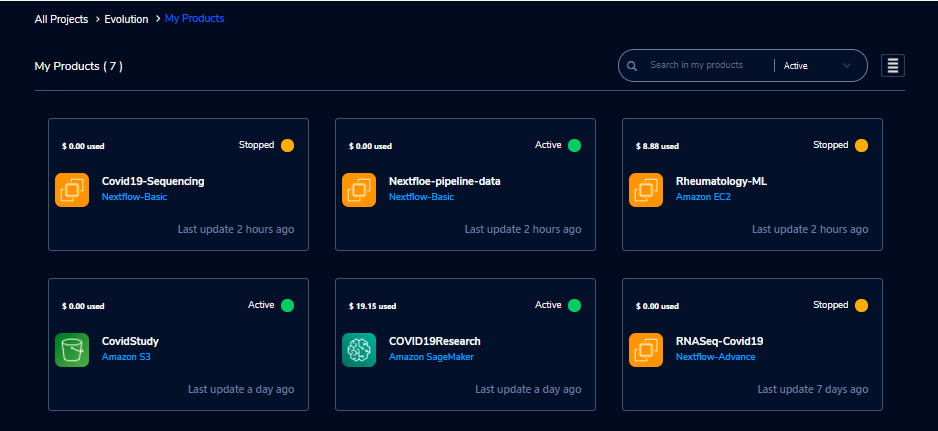 All Projects > Evolution > My Products
My Products ( 7 )
Search in my products
Active
$ 0.00 used
Stopped
Covid19-Sequencing
Nextflow-Basic
Last update 2 hours ago
$ 0.00 used
Active
Nextfloe-pipeline-data
Nextflow-Basic
Last update 2 hours ago
$ 8.88 used
Stopped
Rheumatology-ML
Amazon EC2
Last update 2 hours ago
$ 0.00 used
Active
CovidStudy
Amazon S3
Last update a day ago
$ 19.15 used
Active
COVID19Research
Amazon SageMaker
Last update a day ago
$ 0.00 used
Stopped
RNASeq-Covid19
Nextflow-Advance
Last update 7 days ago